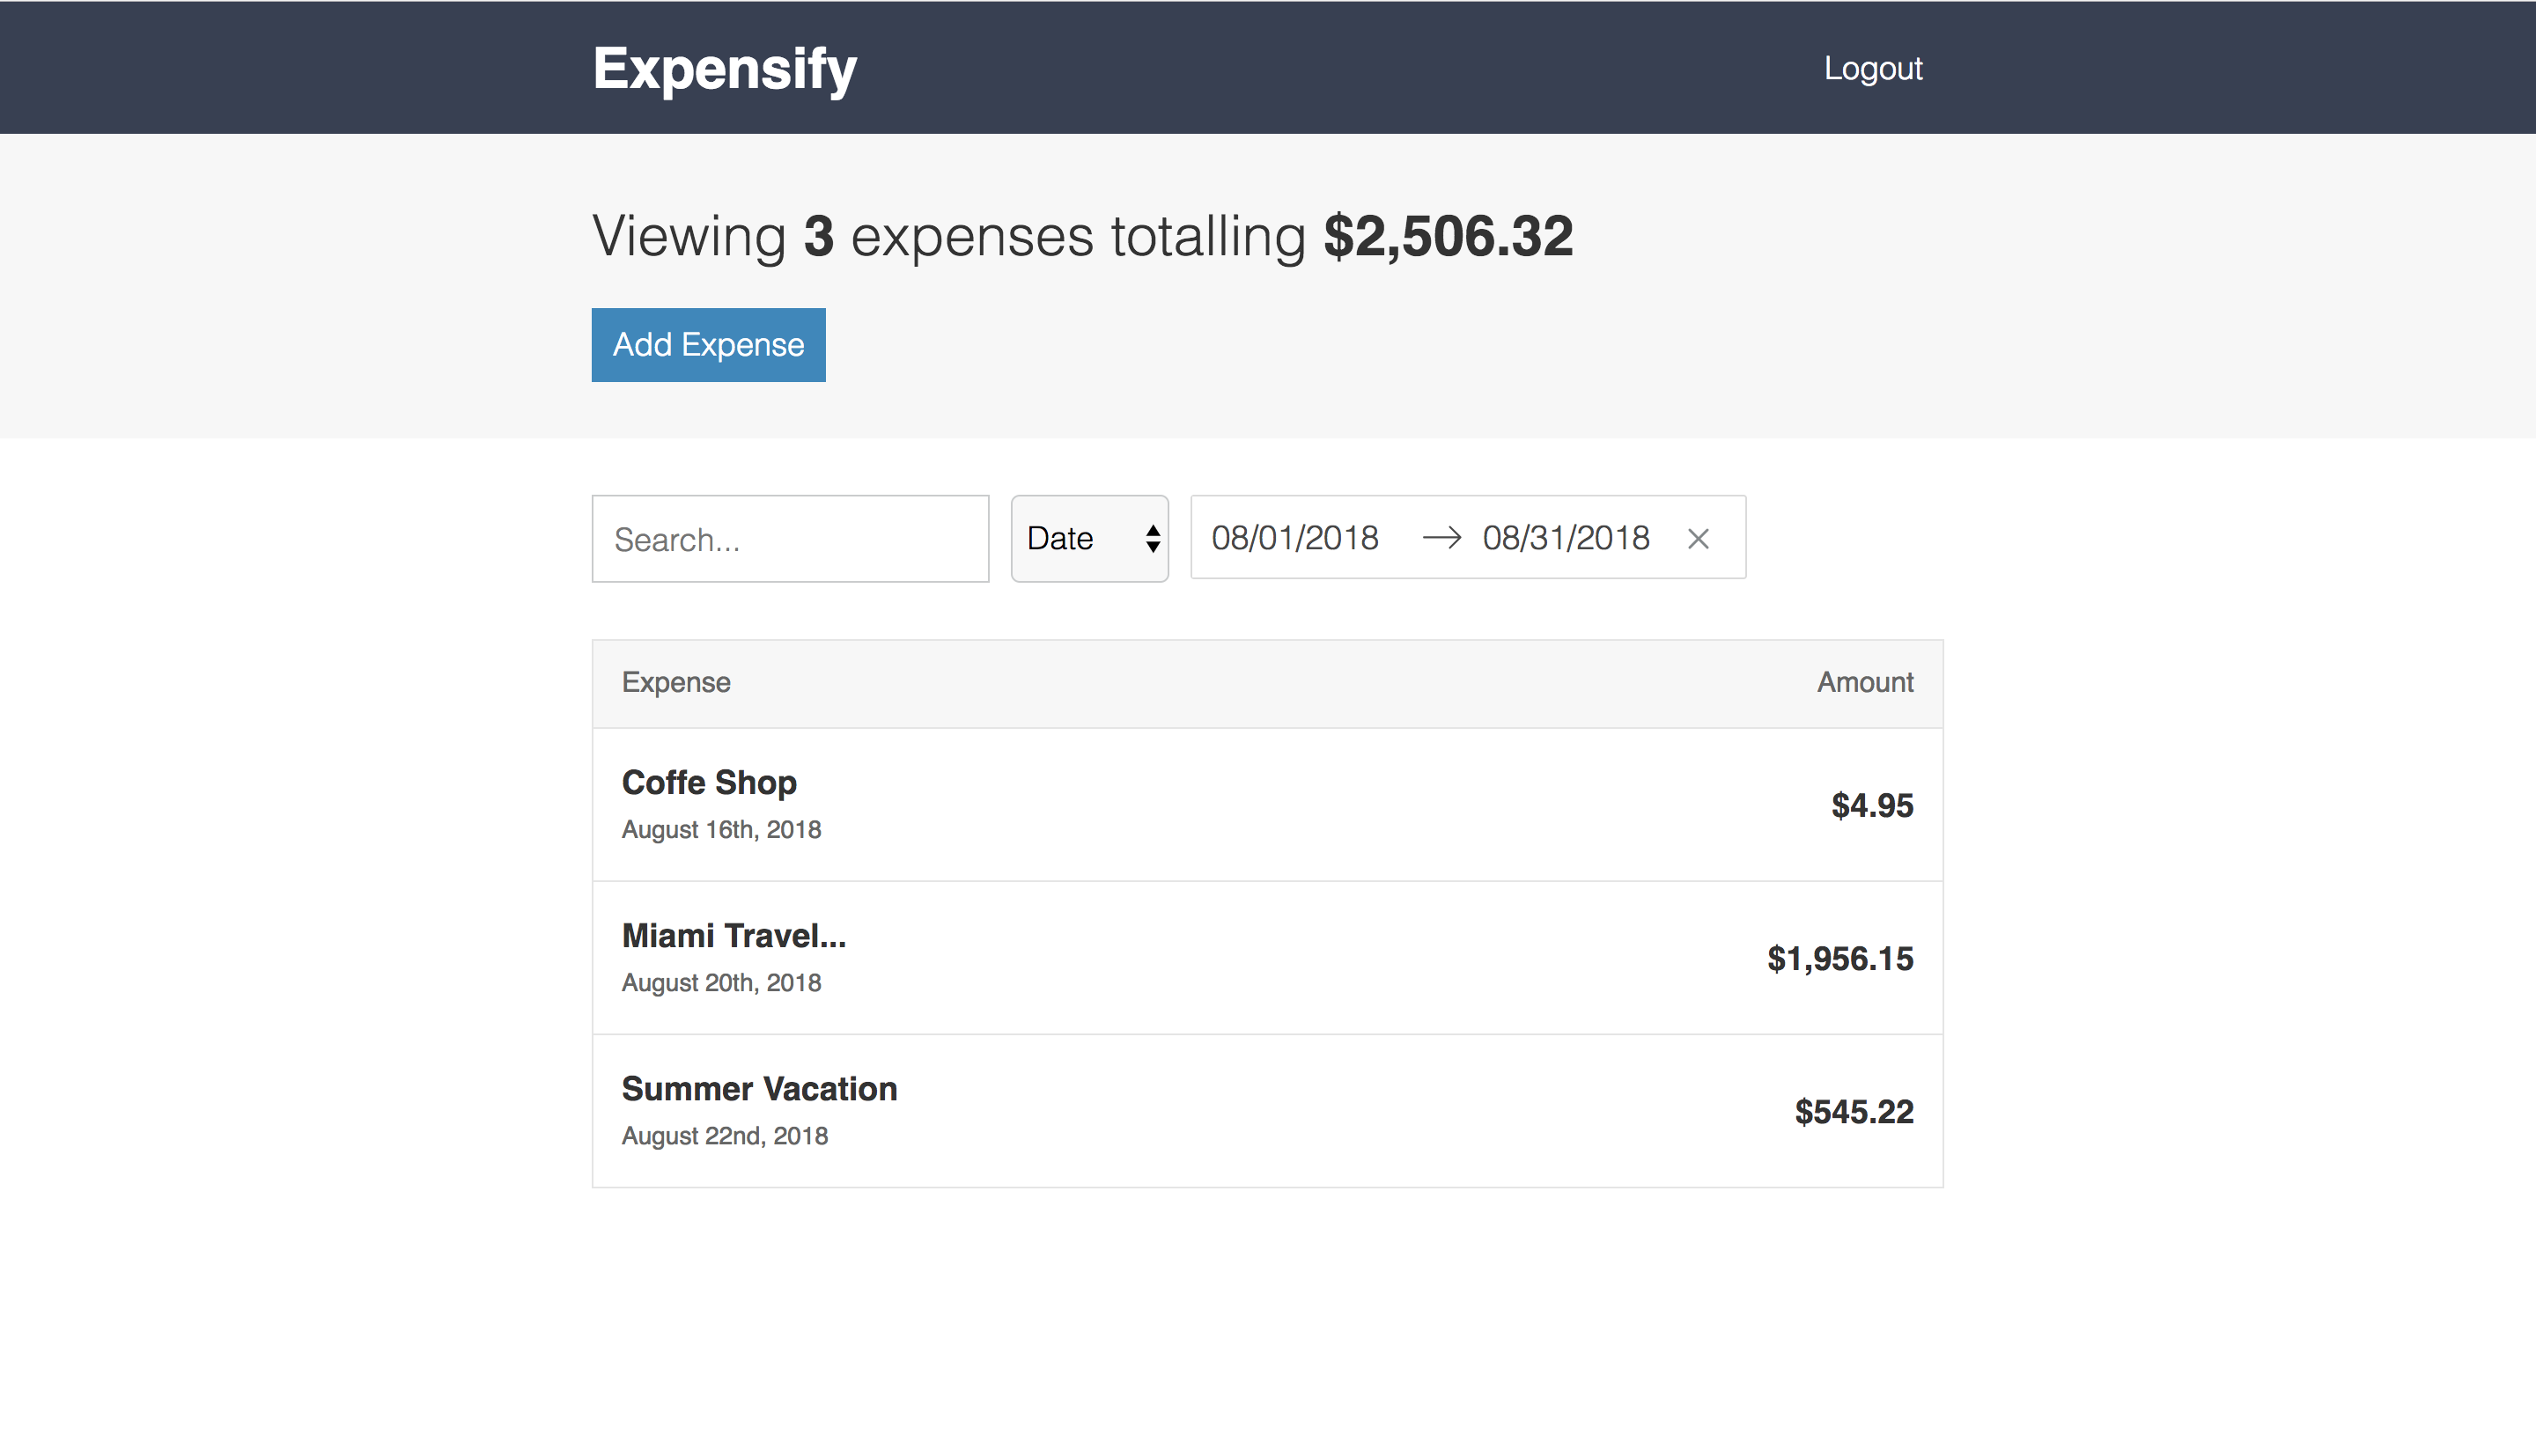 Expensify
Logout
Viewing 3 expenses totalling $2,506.32
Add Expense
Search...
Date
08/01/2018 → 08/31/2018
Expense
Amount
Coffe Shop
August 16th, 2018
$4.95
Miami Travel...
August 20th, 2018
$1,956.15
Summer Vacation
August 22nd, 2018
$545.22